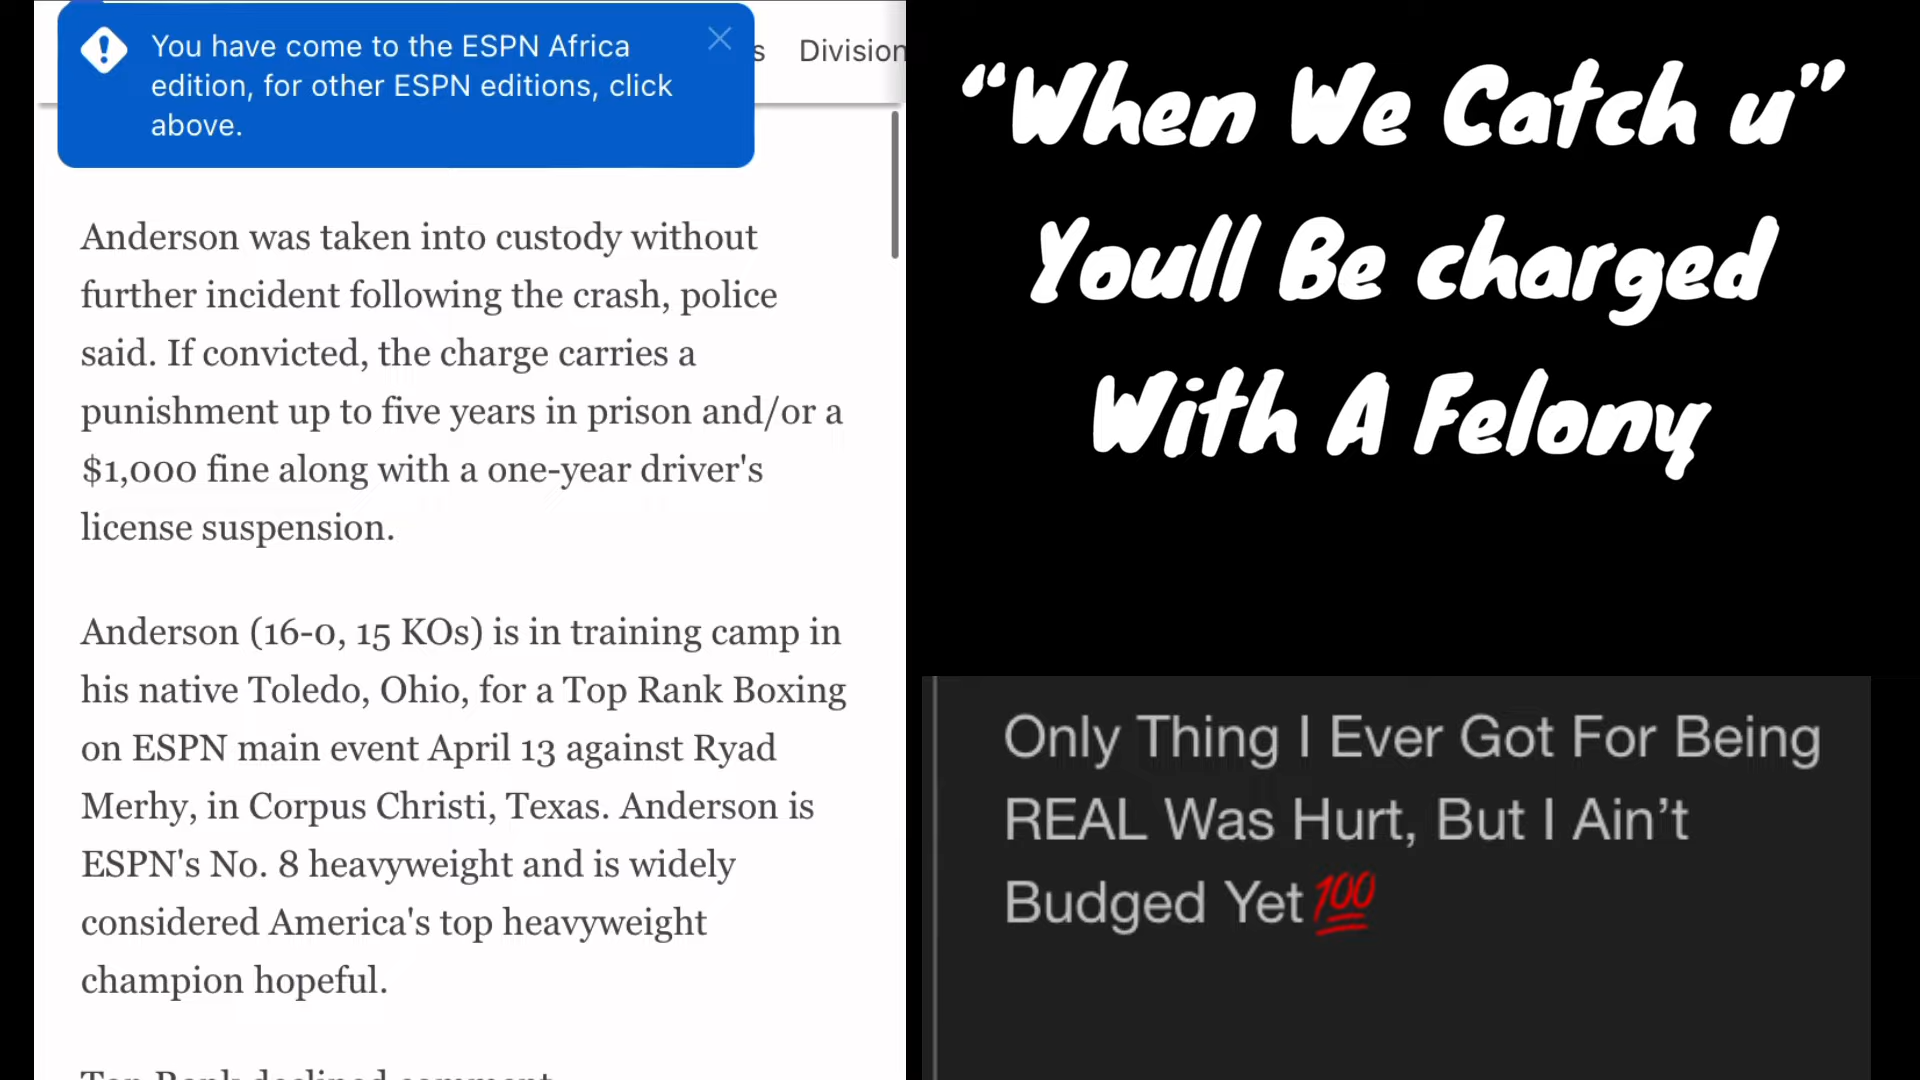 You have come to the ESPN Africa
edition, for other ESPN editions, click
above.
s Division
Anderson was taken into custody without
further incident following the crash, police
said. If convicted, the charge carries a
punishment up to five years in prison and/or a
$1,000 fine along with a one-year driver's
license suspension.
Anderson (16-0, 15 KOs) is in training camp in
his native Toledo, Ohio, for a Top Rank Boxing
on ESPN main event April 13 against Ryad
Merhy, in Corpus Christi, Texas. Anderson is
ESPN's No. 8 heavyweight and is widely
considered America's top heavyweight
champion hopeful.
Top Rank declined comment.
“When We Catch u”
Youll Be charged
With A Felony
Only Thing I Ever Got For Being
REAL Was Hurt, But I Ain’t
Budged Yet💯